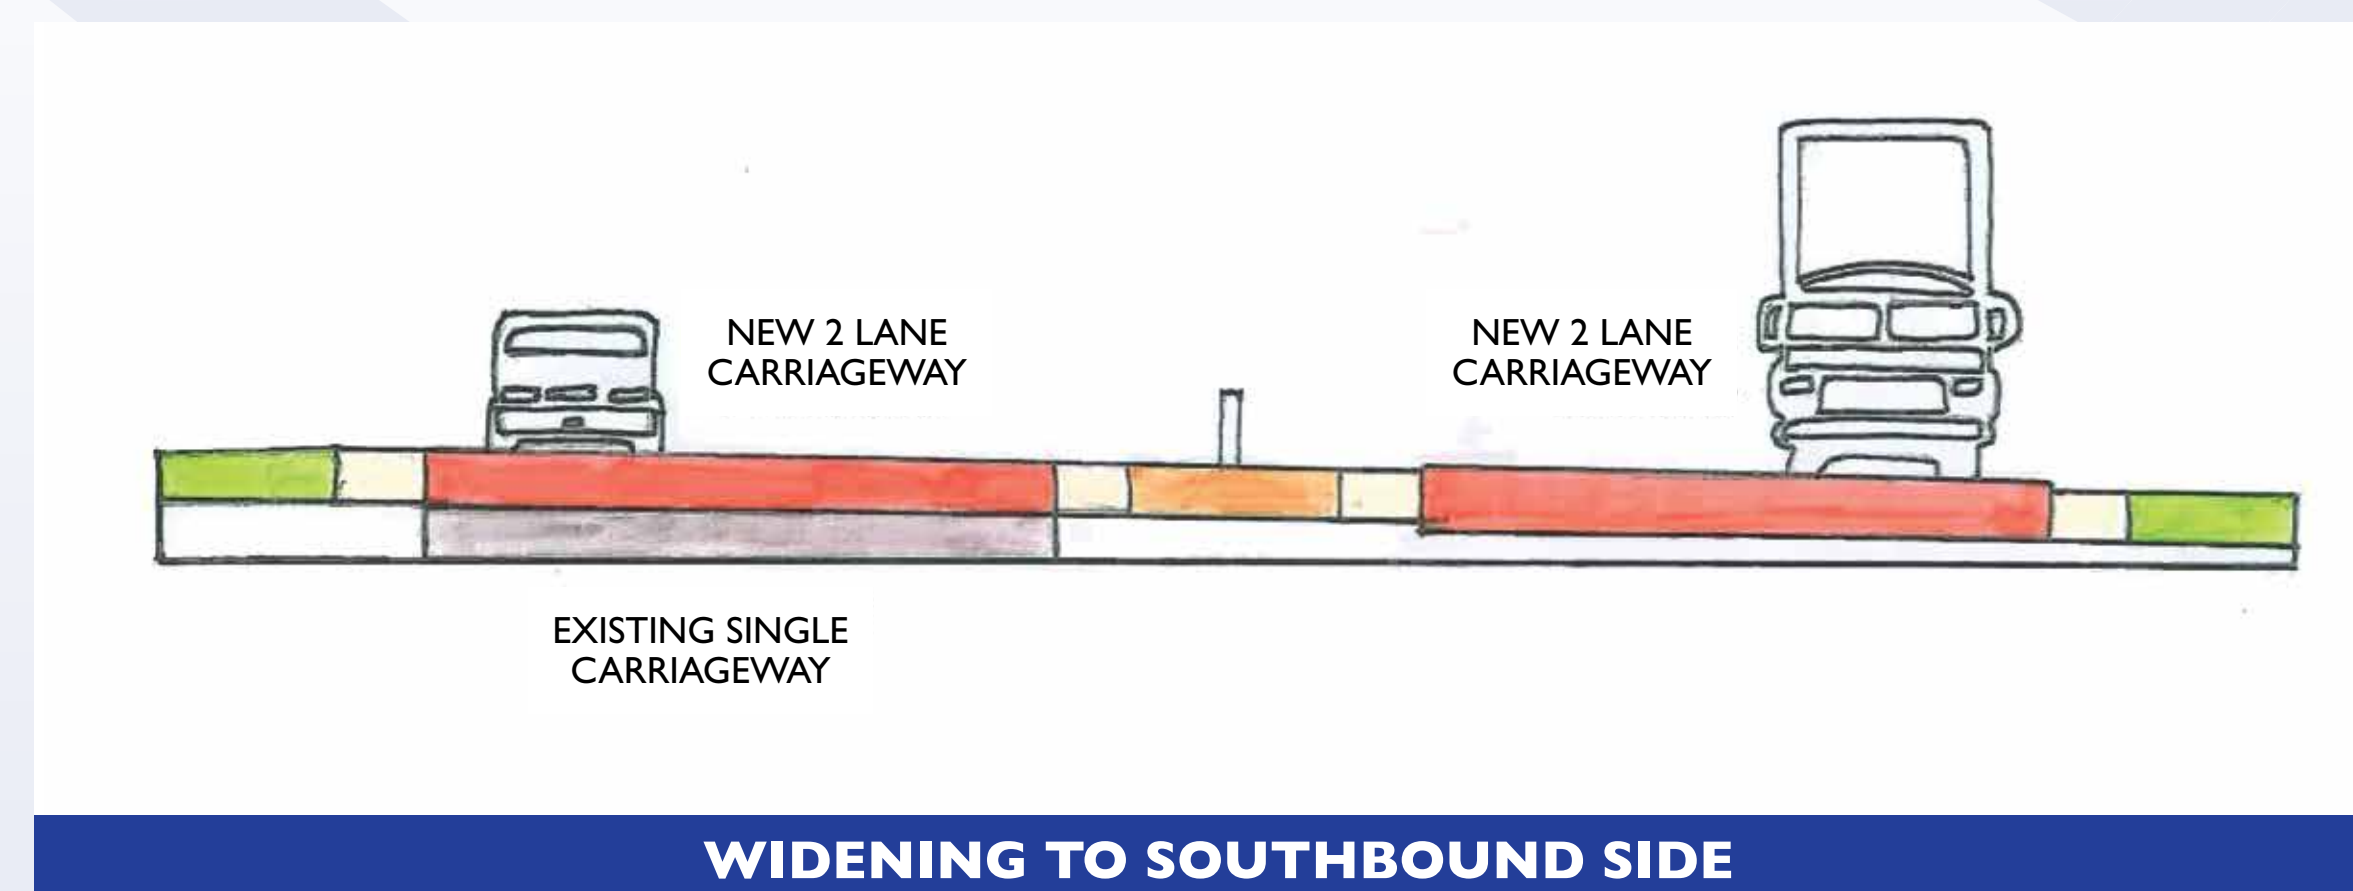 NEW 2 LANE
CARRIAGEWAY
NEW 2 LANE
CARRIAGEWAY
EXISTING SINGLE
CARRIAGEWAY
WIDENING TO SOUTHBOUND SIDE